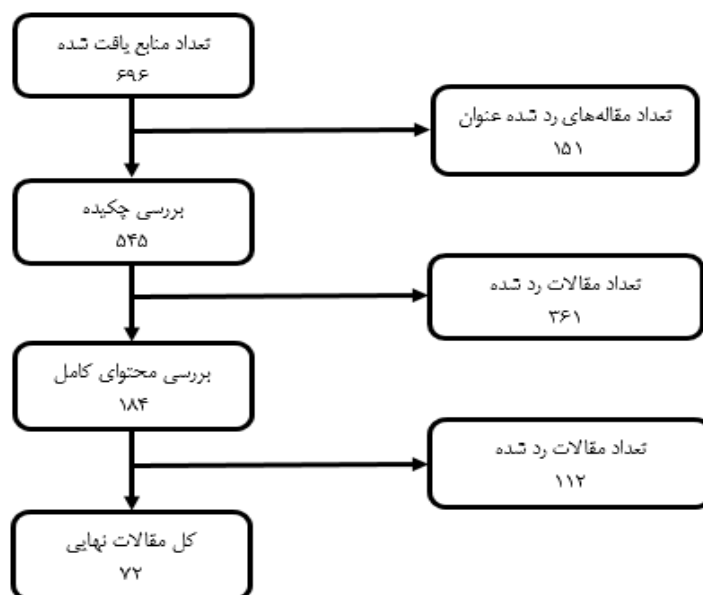 تعداد منابع یافت شده
۶۹۶
تعداد مقاله‌های رد شده عنوان
۱۵۱
بررسی چکیده
۵۴۵
تعداد مقالات رد شده
۳۶۱
بررسی محتوای کامل
۱۸۴
تعداد مقالات رد شده
۱۱۲
کل مقالات نهایی
۷۲